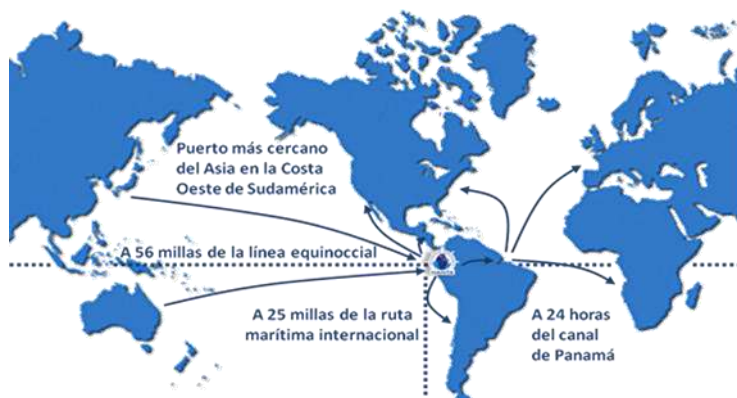 Puerto más cercano
del Asia en la Costa
Oeste de Sudamérica
A 56 millas de la línea equinoccial
A 25 millas de la ruta
marítima internacional
A 24 horas
del canal
de Panamá